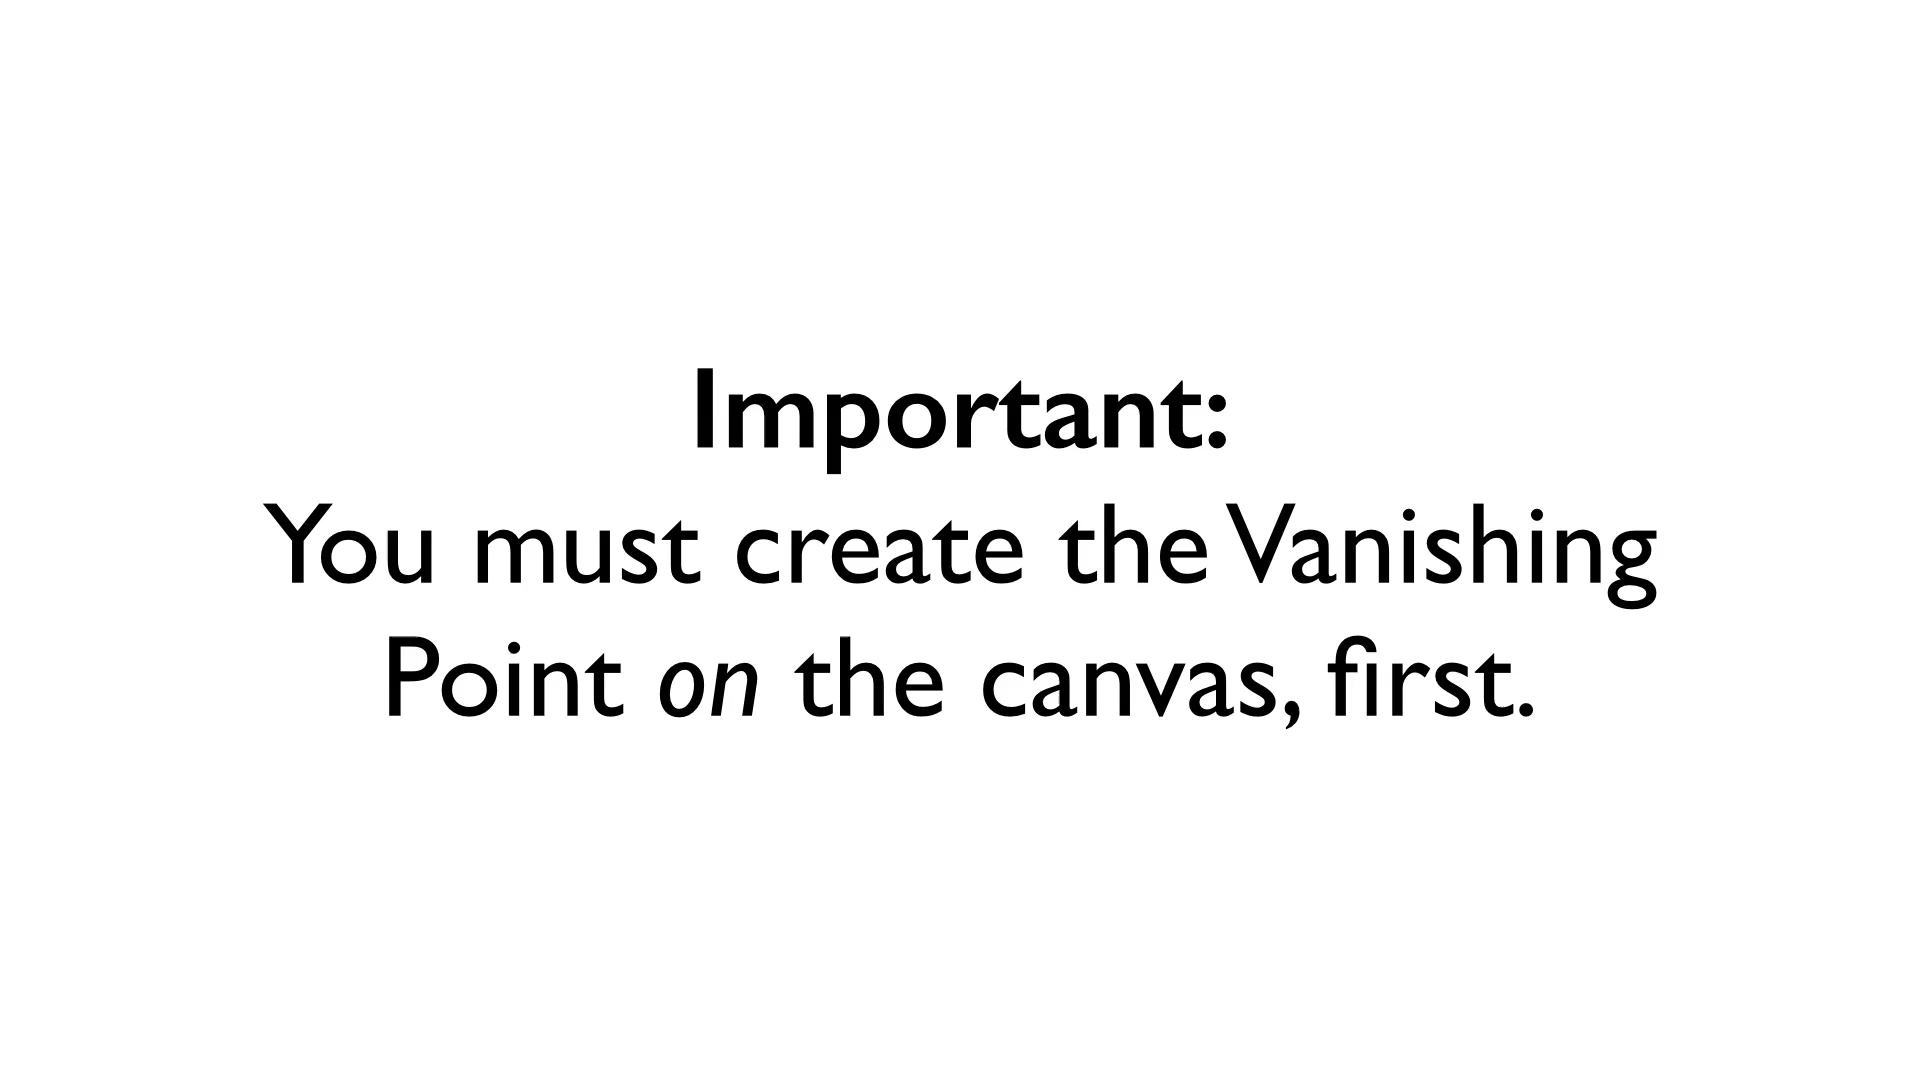 Important:
You must create the Vanishing
Point on the canvas, first.